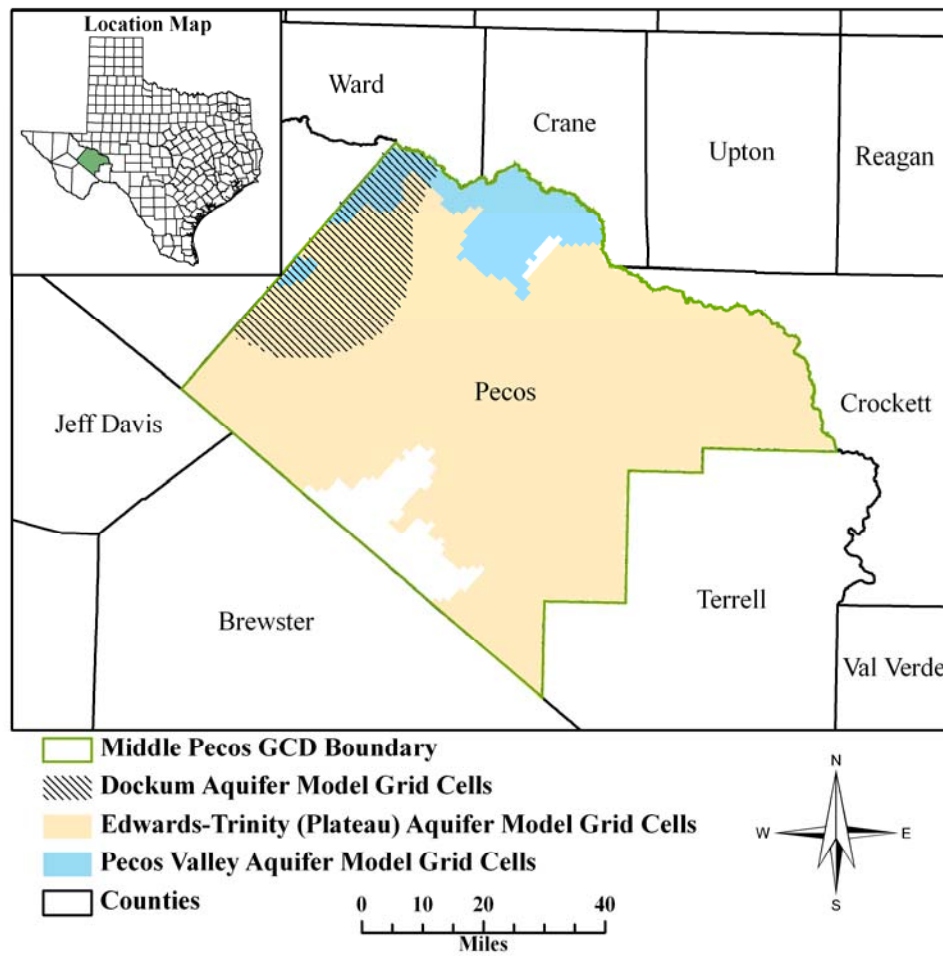 Location Map
Ward
Crane
Upton
Reagan
Pecos
Jeff Davis
Crockett
Brewster
Terrell
Val Verde
Middle Pecos GCD Boundary
Dockum Aquifer Model Grid Cells
Edwards-Trinity (Plateau) Aquifer Model Grid Cells
Pecos Valley Aquifer Model Grid Cells
Counties
N
W
E
S
0 10 20 40
Miles